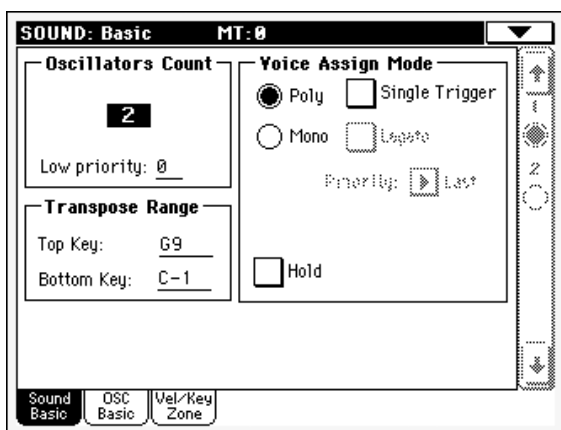 SOUND: Basic MT:0
Oscillators Count
2
Low priority: 0
Transpose Range
Top Key: G9
Bottom Key: C-1
Voice Assign Mode
Poly Single Trigger
Mono Legato
Priority: Last
Hold
1
2
Sound Basic
OSC Basic
Vel/Key Zone